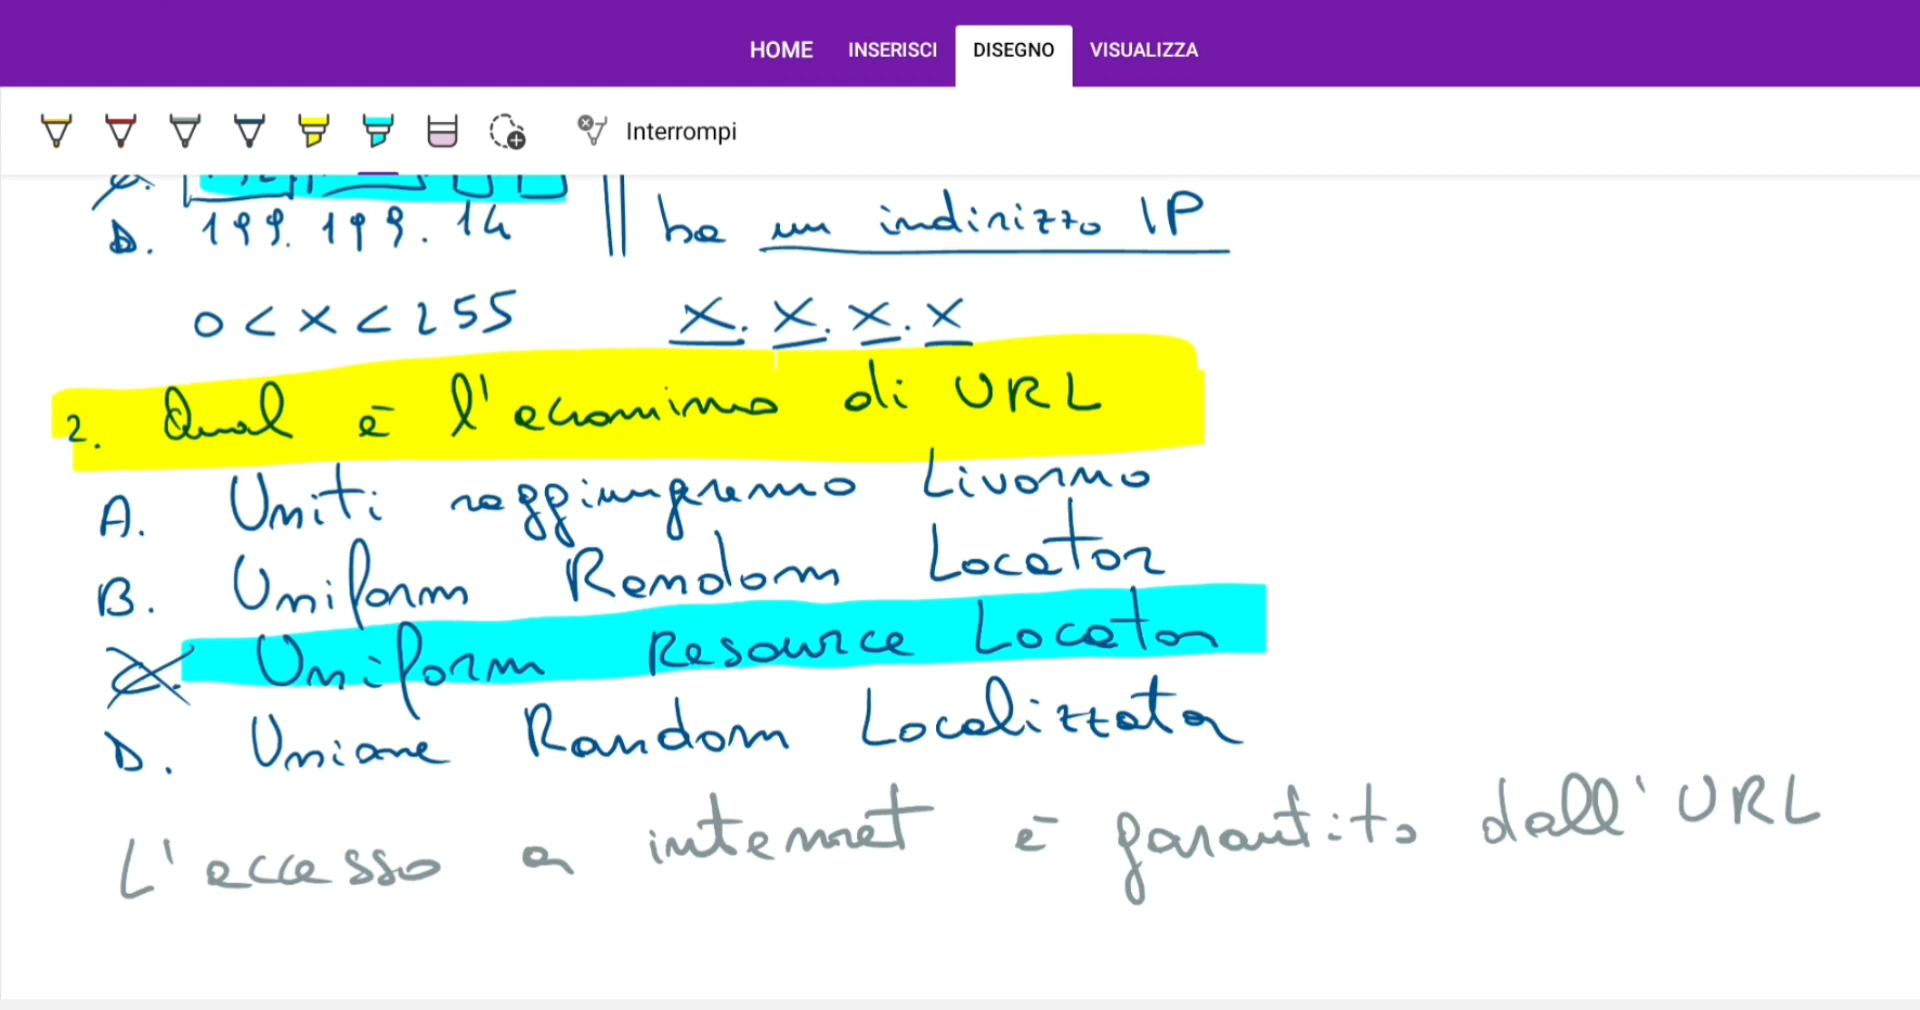 HOME INSERISCI DISEGNO VISUALIZZA
Interrompi
D. 199. 199. 14 ha un indirizzo IP
0 < X < 255 X. X. X. X
2. Qual è l'acronimo di URL
A. Uniti raggiungeremo Livorno
B. Uniform Random Locator
Uniform Resource Locator
D. Unione Random Localizzata
L'accesso a internet è garantito dall'URL